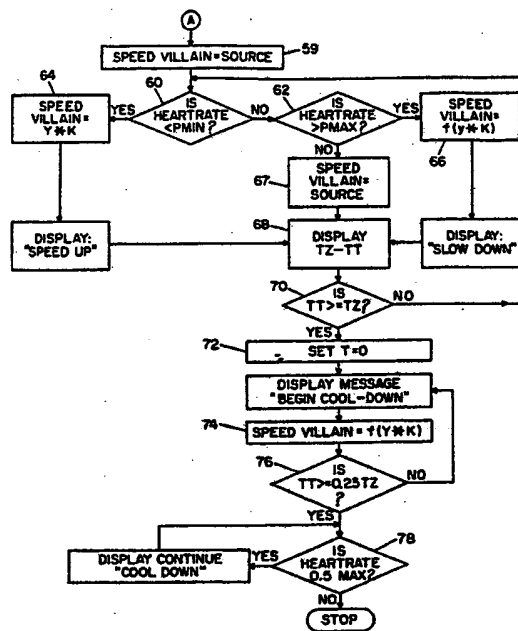 A
SPEED VILLAIN=SOURCE
59
64
60
62
SPEED
VILLAIN=
Y*K
YES
IS
HEARTRATE
<PMIN?
NO
IS
HEARTRATE
>PMAX?
YES
SPEED
VILLAIN=
f(y*K)
66
NO
67
SPEED
VILLAIN=
SOURCE
DISPLAY:
"SPEED UP"
68
DISPLAY
TZ-TT
DISPLAY:
"SLOW DOWN"
70
IS
TT>=TZ?
NO
YES
72
SET T=0
DISPLAY MESSAGE
"BEGIN COOL-DOWN"
74
SPEED VILLAIN = f(Y*K)
76
IS
TT>=0.25TZ
?
NO
YES
78
DISPLAY CONTINUE
"COOL DOWN"
YES
IS
HEARTRATE
0.5 MAX?
NO
STOP